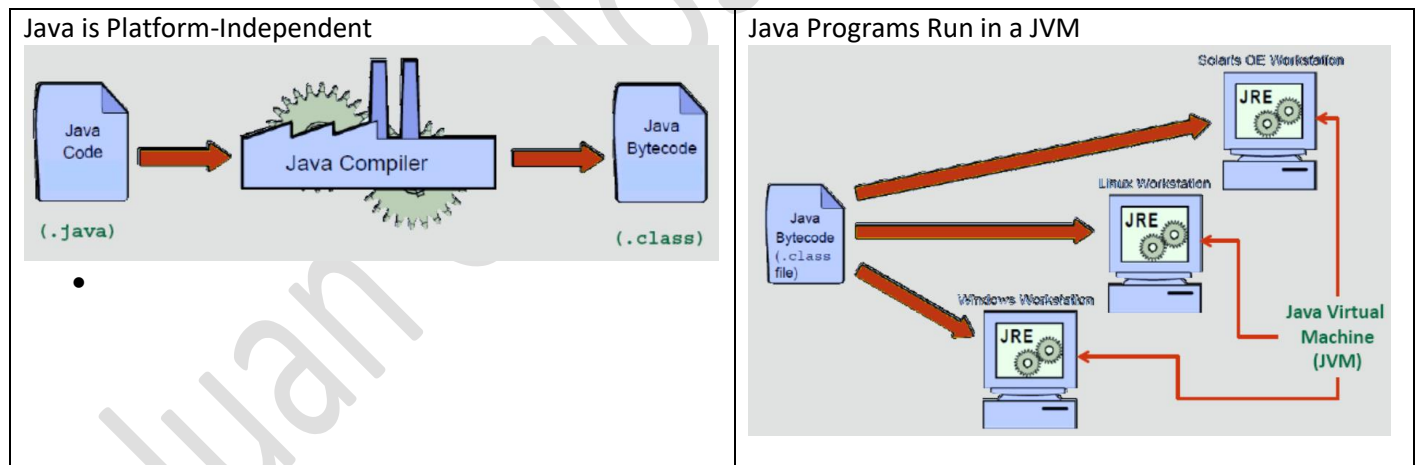 Java is Platform-Independent
Java
Code
(.java)
Java Compiler
Java
Bytecode
(.class)
•
Java Programs Run in a JVM
Solaris OE Workstation
JRE
Linux Workstation
JRE
Java
Bytecode
(.class
file)
Windows Workstation
JRE
Java Virtual
Machine
(JVM)
Juan